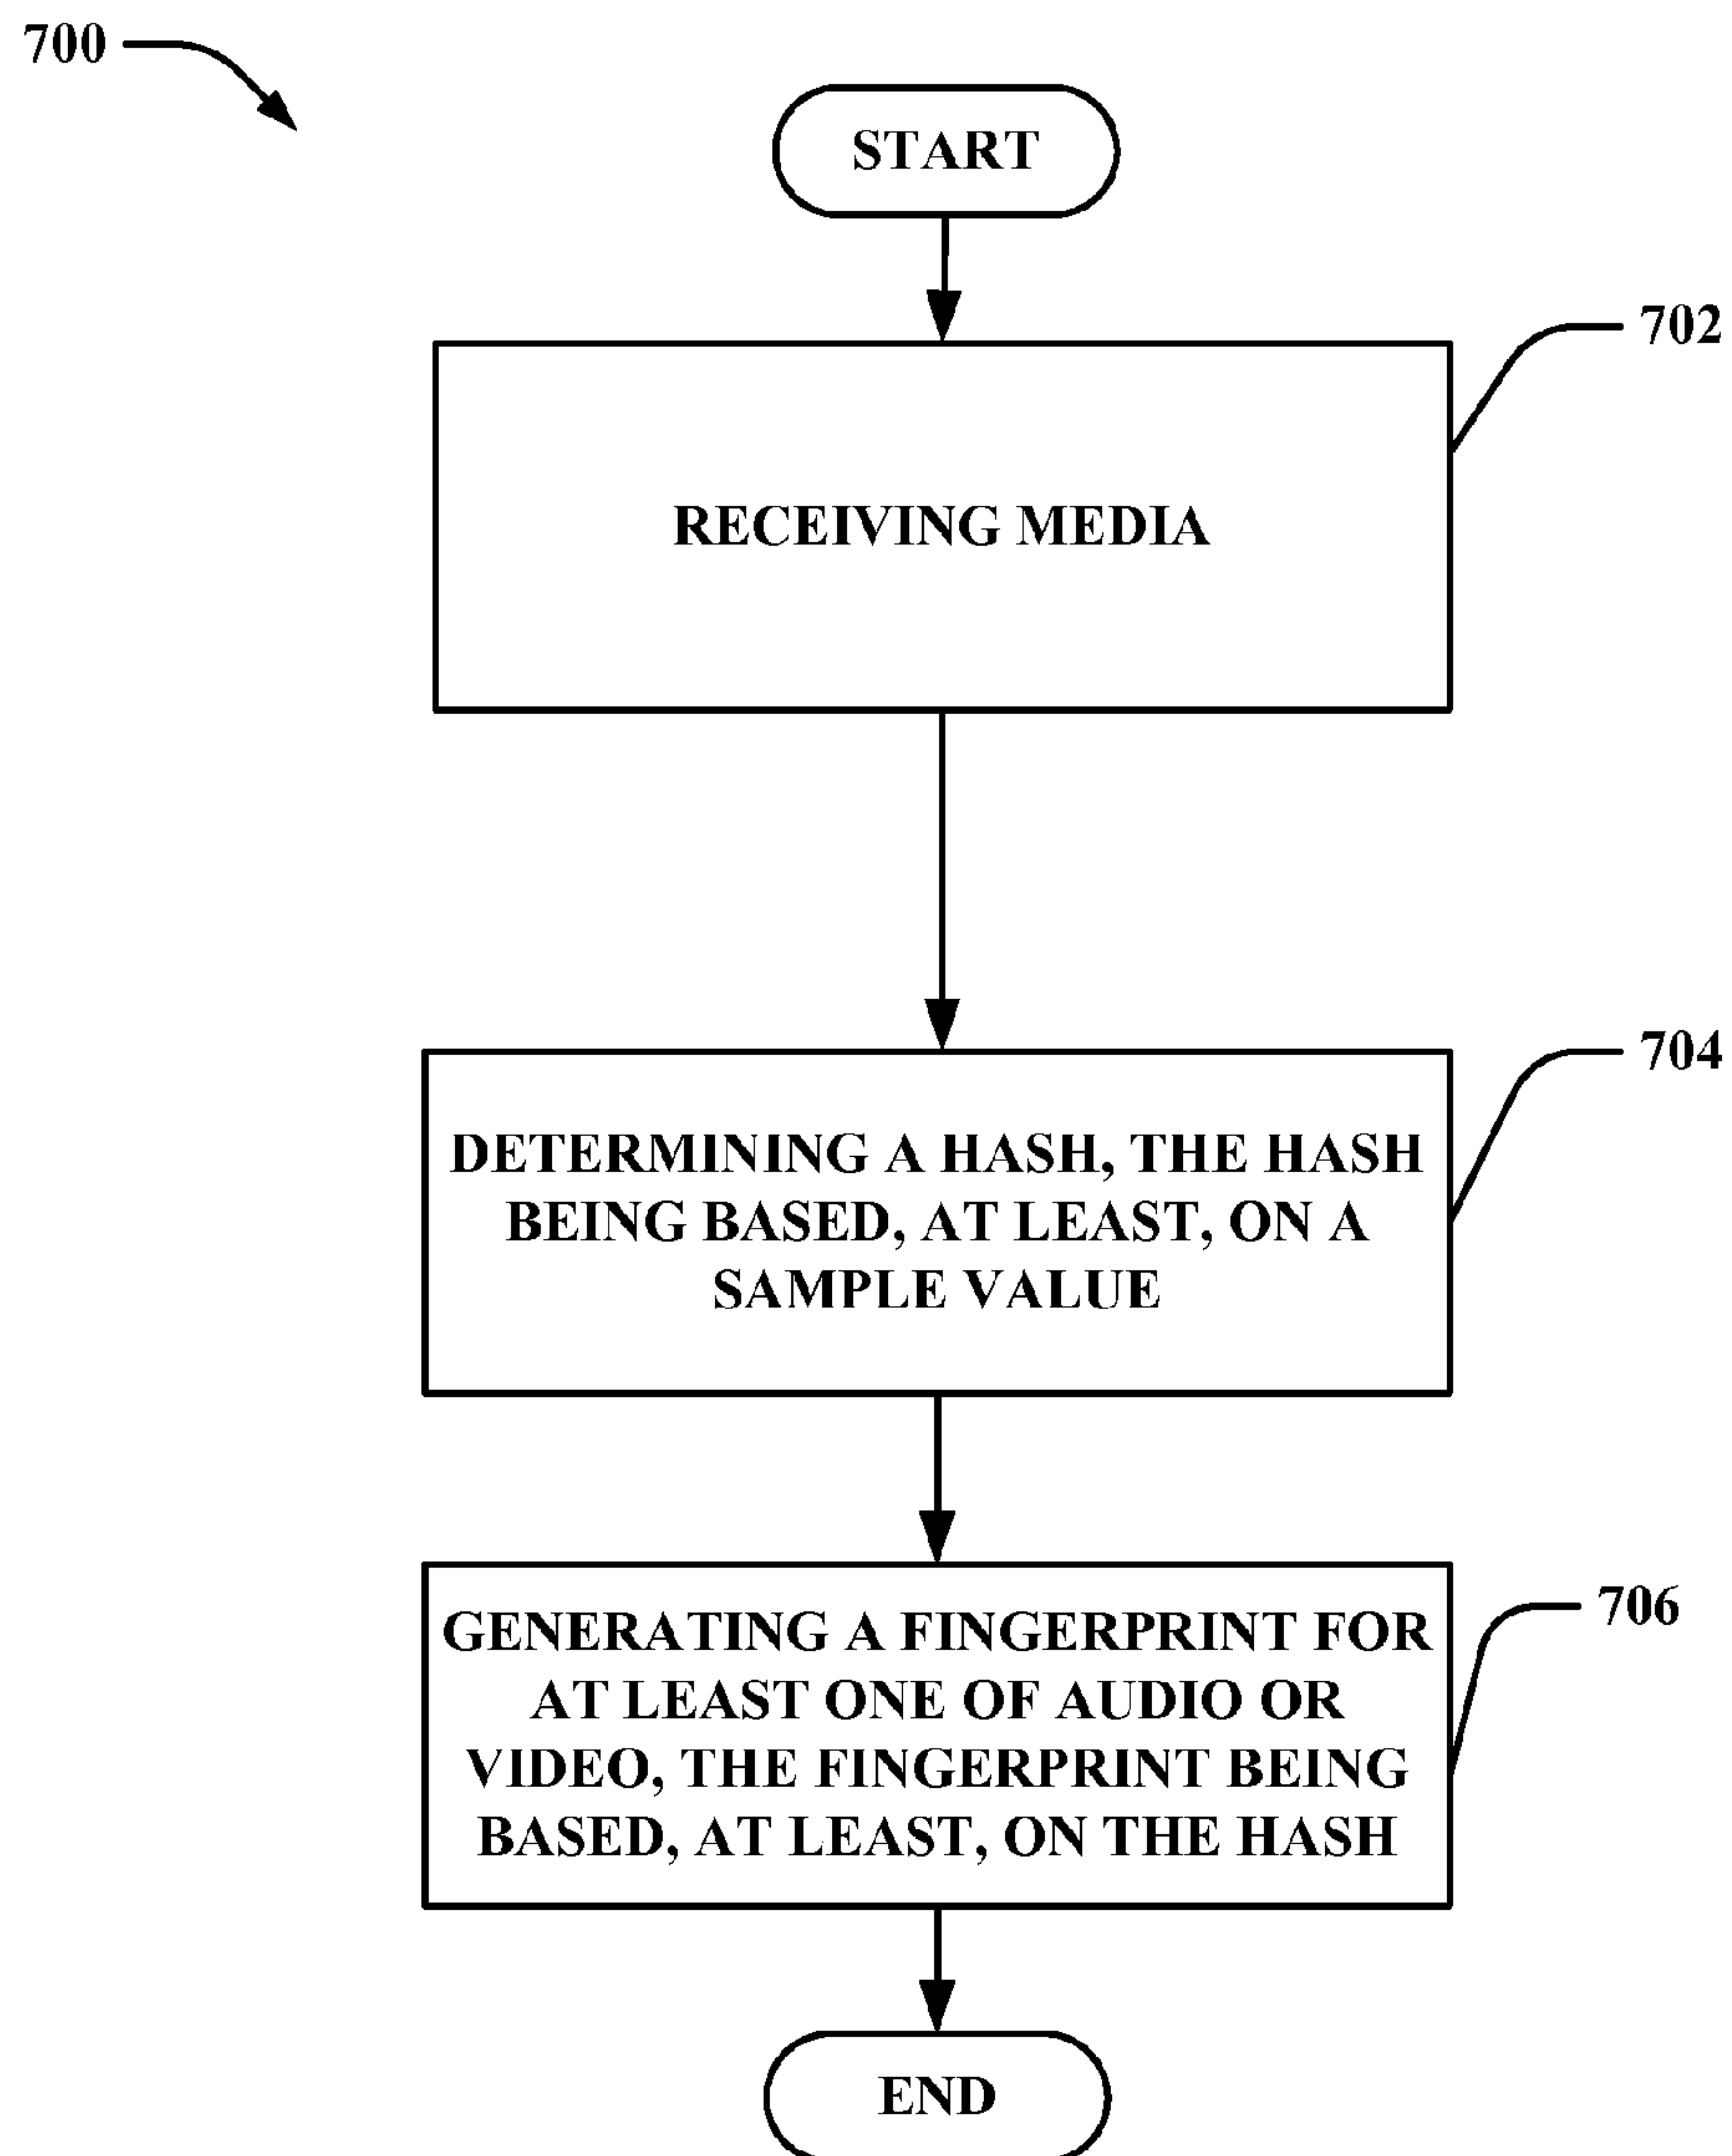 700
START
702
RECEIVING MEDIA
704
DETERMINING A HASH, THE HASH
BEING BASED, AT LEAST, ON A
SAMPLE VALUE
706
GENERATING A FINGERPRINT FOR
AT LEAST ONE OF AUDIO OR
VIDEO, THE FINGERPRINT BEING
BASED, AT LEAST, ON THE HASH
END